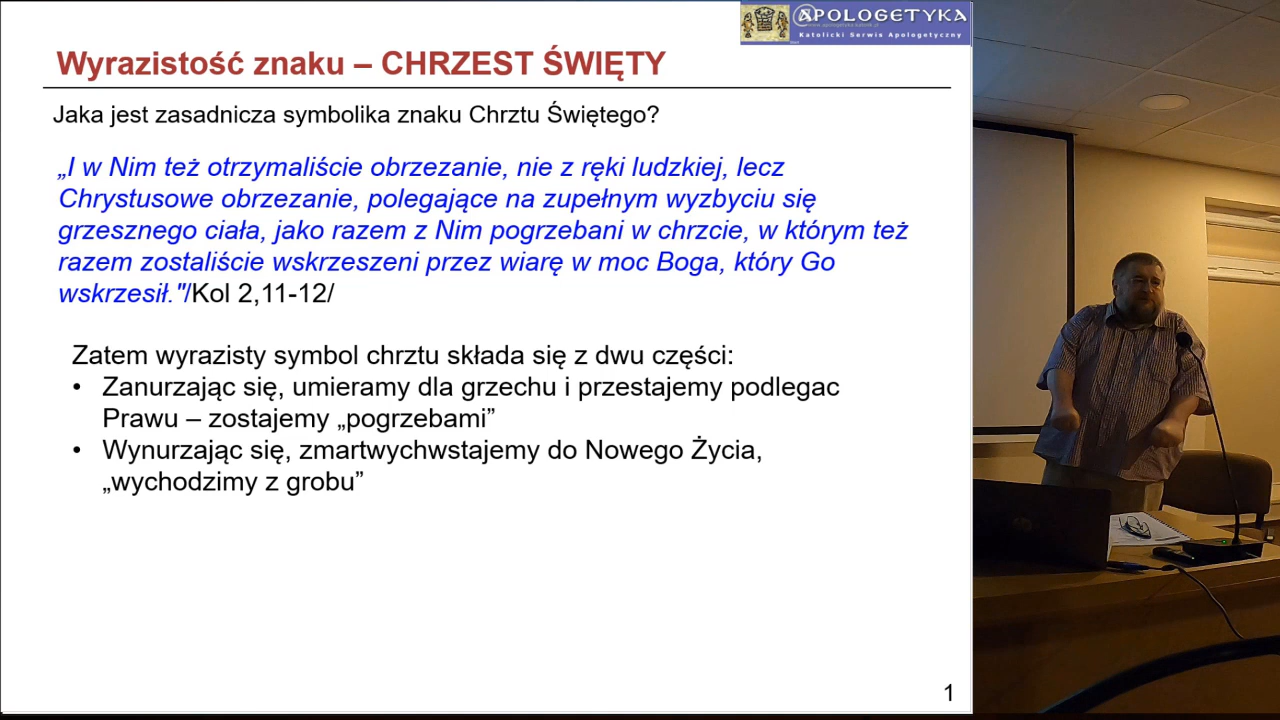 @POLOGETYKA
Katolicki Serwis Apologetyczny
Wyrazistość znaku – CHRZEST ŚWIĘTY
Jaka jest zasadnicza symbolika znaku Chrztu Świętego?
„I w Nim też otrzymaliście obrzezanie, nie z ręki ludzkiej, lecz
Chrystusowe obrzezanie, polegające na zupełnym wyzbyciu się
grzesznego ciała, jako razem z Nim pogrzebani w chrzcie, w którym też
razem zostaliście wskrzeszeni przez wiarę w moc Boga, który Go
wskrzesił."/Kol 2,11-12/
Zatem wyrazisty symbol chrztu składa się z dwu części:
• Zanurzając się, umieramy dla grzechu i przestajemy podlegac
Prawu – zostajemy „pogrzebami”
• Wynurzając się, zmartwychwstajemy do Nowego Życia,
„wychodzimy z grobu”
1